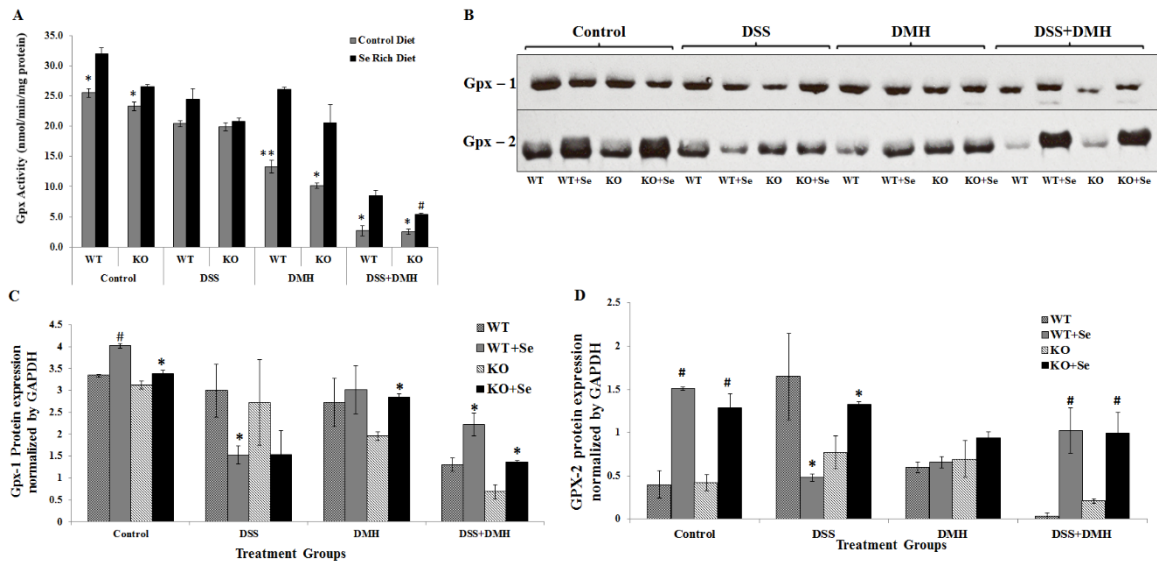 A
Gpx Activity (nmol/min/mg protein)
35.0
30.0
25.0
20.0
15.0
10.0
5.0
0.0
Control Diet
Se Rich Diet
* * ** * * * #
WT KO WT KO WT KO WT KO
Control DSS DMH DSS+DMH
B
Control DSS DMH DSS+DMH
Gpx – 1
Gpx – 2
WT WT+Se KO KO+Se WT WT+Se KO KO+Se WT WT+Se KO KO+Se WT WT+Se KO KO+Se
C
Gpx-1 Protein expression
normalized by GAPDH
4.5
4
3.5
3
2.5
2
1.5
1
0.5
0
WT
WT+Se
KO
KO+Se
# * * * * *
Control DSS DMH DSS+DMH
Treatment Groups
D
GPX-2 protein expression
normalized by GAPDH
2.5
2
1.5
1
0.5
0
WT
WT+Se
KO
KO+Se
# # * * # #
Control DSS DMH DSS+DMH
Treatment Groups